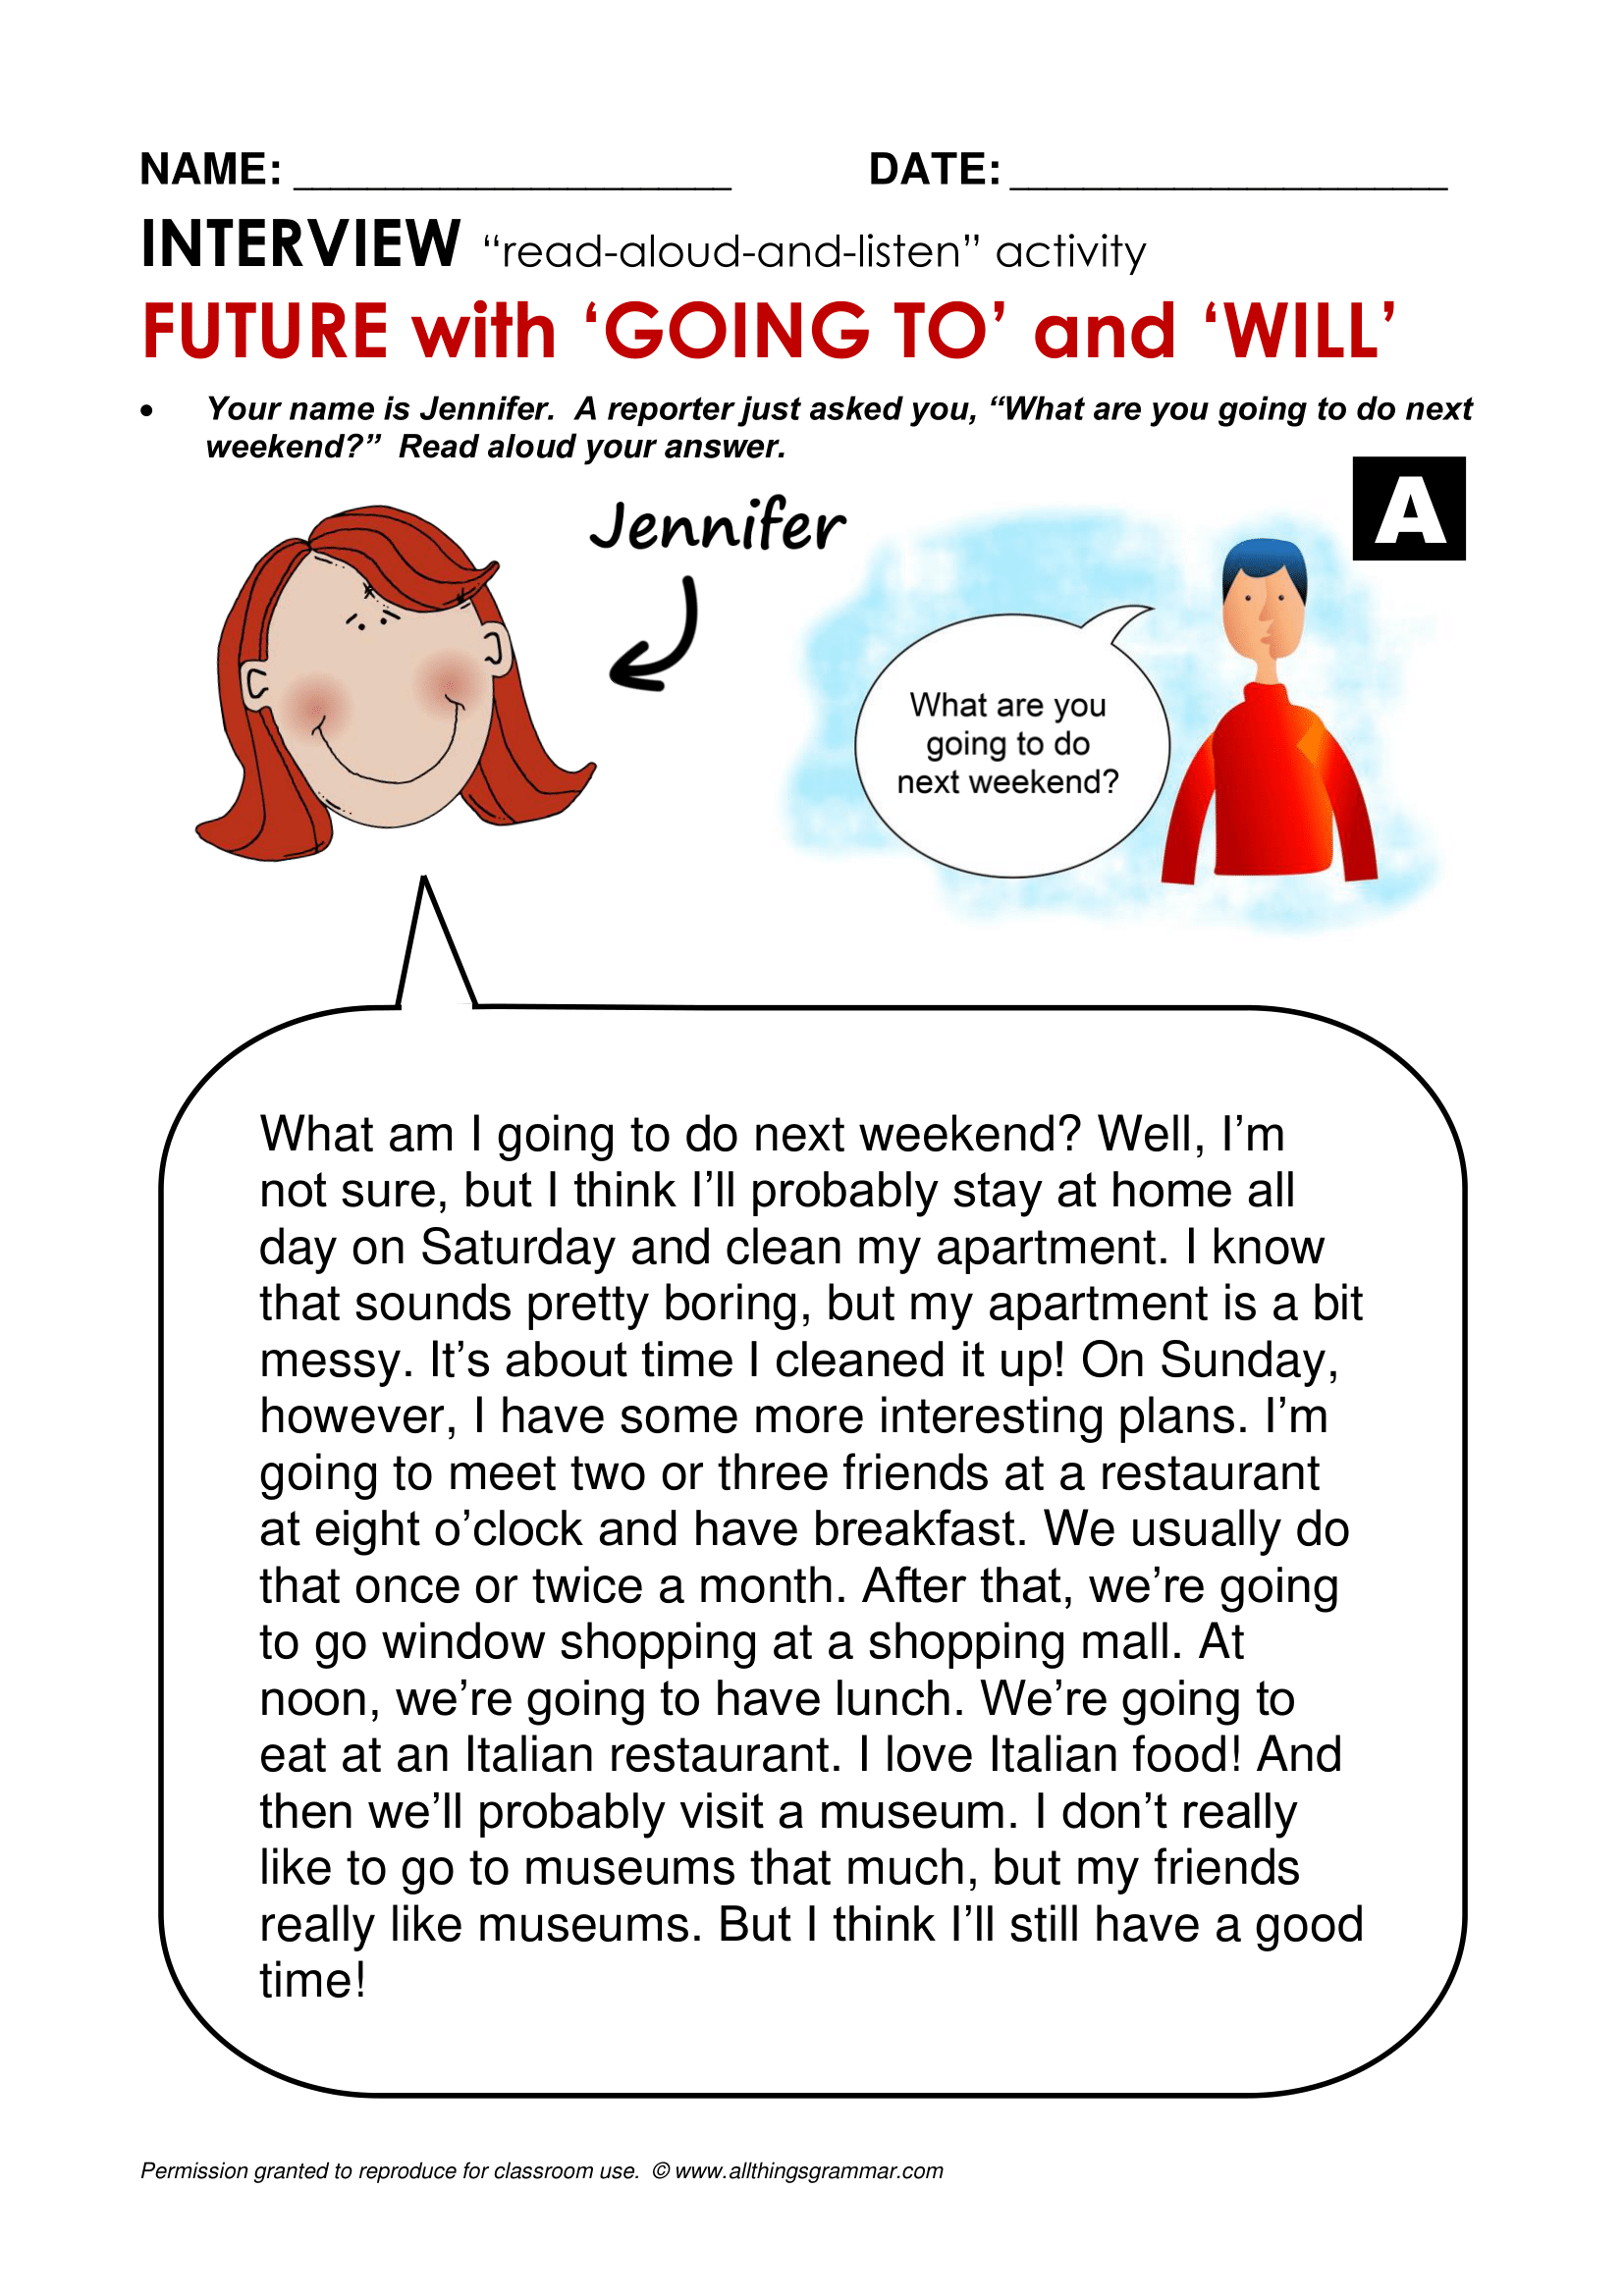 NAME: ____________________ DATE: ____________________
INTERVIEW “read-aloud-and-listen” activity
FUTURE with ‘GOING TO’ and ‘WILL’
• Your name is Jennifer.  A reporter just asked you, “What are you going to do next
weekend?”  Read aloud your answer.
A
Jennifer
What are you
going to do
next weekend?
What am I going to do next weekend? Well, I’m
not sure, but I think I’ll probably stay at home all
day on Saturday and clean my apartment. I know
that sounds pretty boring, but my apartment is a bit
messy. It’s about time I cleaned it up! On Sunday,
however, I have some more interesting plans. I’m
going to meet two or three friends at a restaurant
at eight o’clock and have breakfast. We usually do
that once or twice a month. After that, we’re going
to go window shopping at a shopping mall. At
noon, we’re going to have lunch. We’re going to
eat at an Italian restaurant. I love Italian food! And
then we’ll probably visit a museum. I don’t really
like to go to museums that much, but my friends
really like museums. But I think I’ll still have a good
time!
Permission granted to reproduce for classroom use.  © www.allthingsgrammar.com